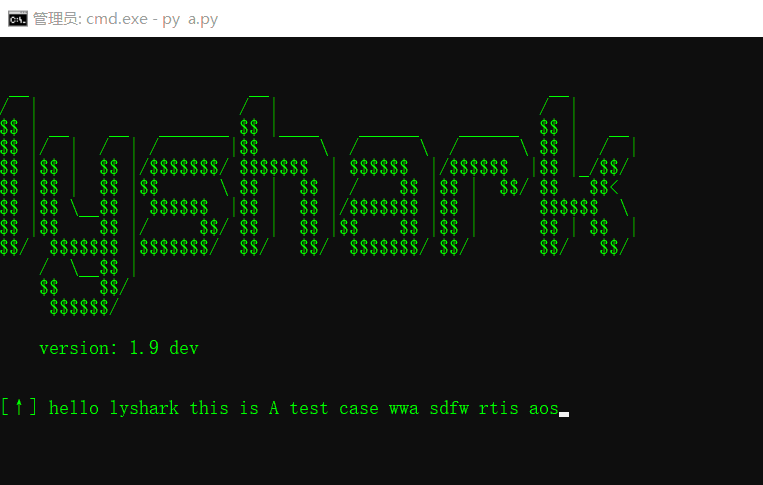 管理员: cmd.exe - py a.py
lyshark
version: 1.9 dev
[↑] hello lyshark this is A test case wwa sdfw rtis aos